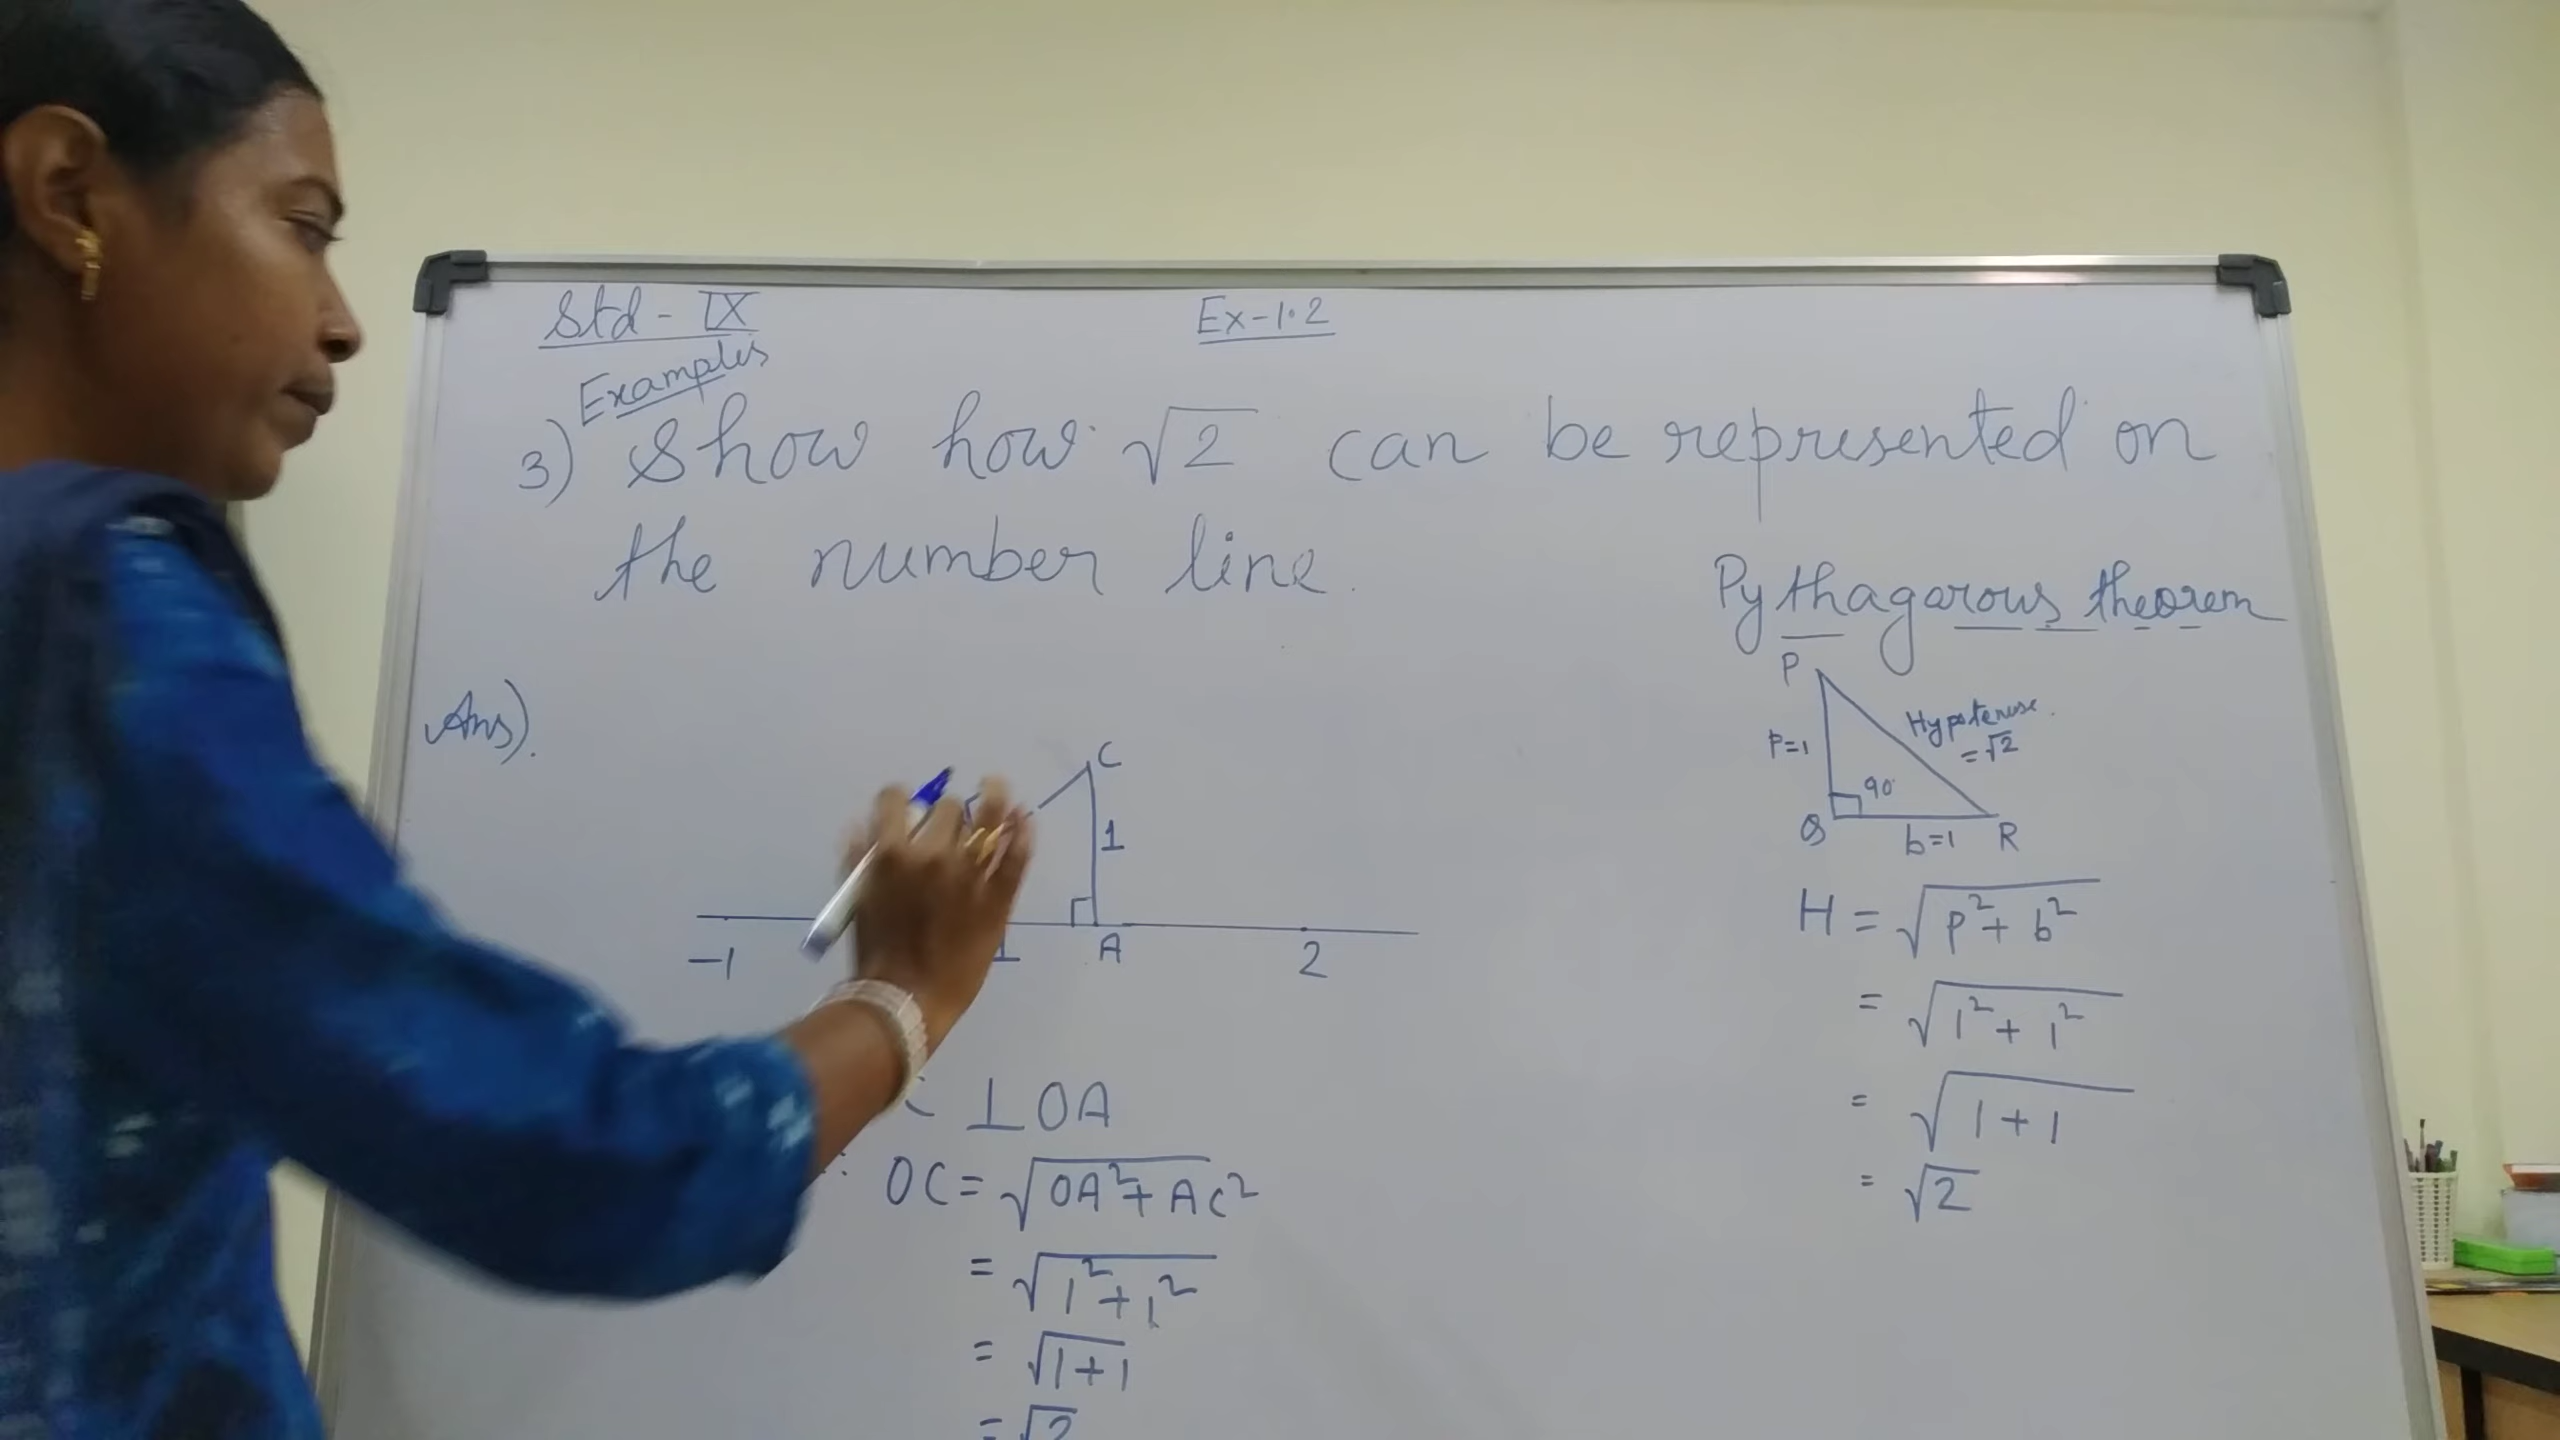 Std - IX
Ex-1.2
Examples
3) Show how √2 can be represented on
the number line.
Pythagarous theorem
Ans).
P
Hypotenuse
= √2
P=1
90°
Q b=1 R
C
1
-1 1 A 2
H = √P²+b²
= √1²+1²
= √1+1
= √2
⊥ OA
OC = √OA²+AC²
= √1²+1²
= √1+1
= √2